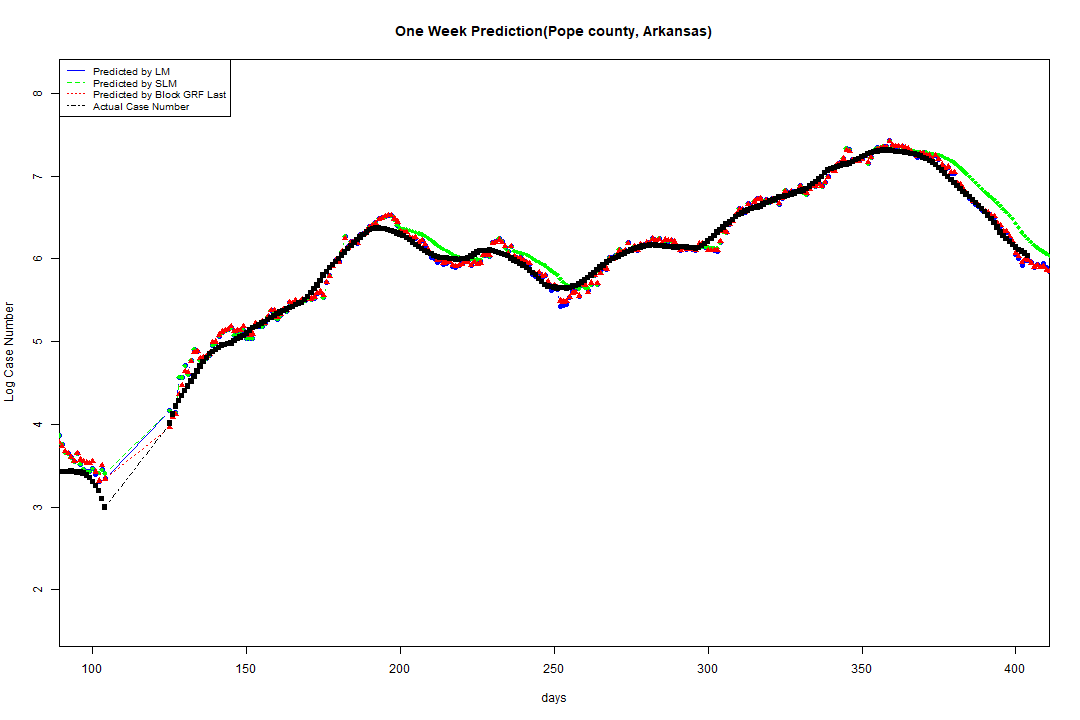 One Week Prediction(Pope county, Arkansas)
Predicted by LM
Predicted by SLM
Predicted by Block GRF Last
Actual Case Number
8
7
6
5
4
3
2
Log Case Number
100 150 200 250 300 350 400
days